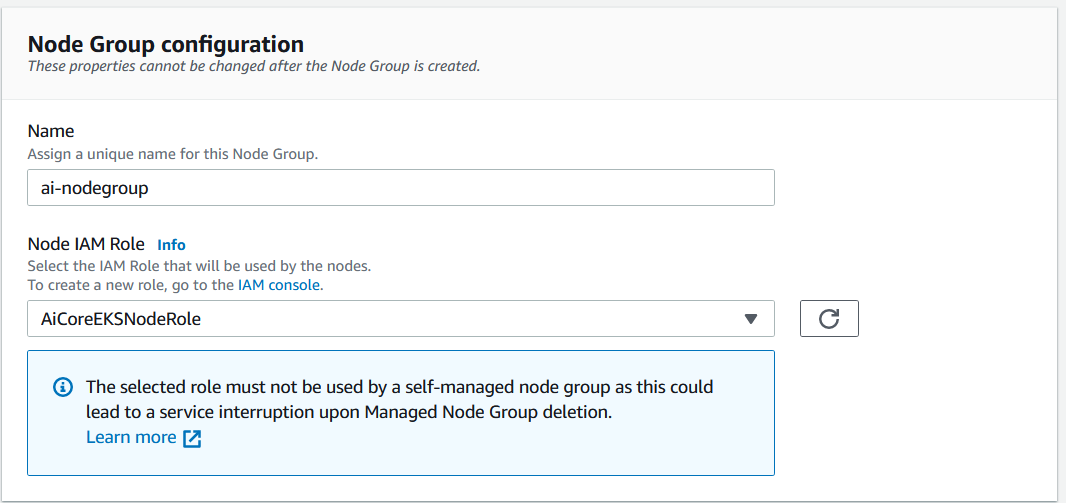 Node Group configuration
These properties cannot be changed after the Node Group is created.
Name
Assign a unique name for this Node Group.
ai-nodegroup
Node IAM Role Info
Select the IAM Role that will be used by the nodes.
To create a new role, go to the IAM console.
AiCoreEKSNodeRole
The selected role must not be used by a self-managed node group as this could
lead to a service interruption upon Managed Node Group deletion.
Learn more